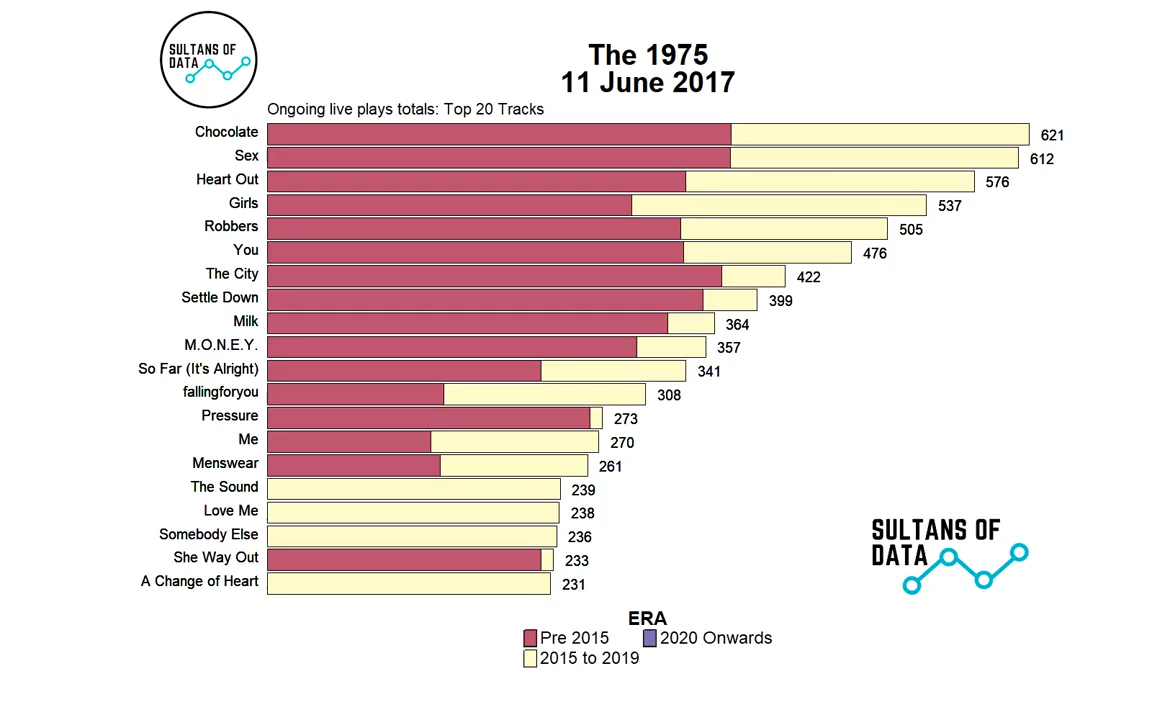 SULTANS OF
DATA
The 1975
11 June 2017
Ongoing live plays totals: Top 20 Tracks
Chocolate 621
Sex 612
Heart Out 576
Girls 537
Robbers 505
You 476
The City 422
Settle Down 399
Milk 364
M.O.N.E.Y. 357
So Far (It's Alright) 341
fallingforyou 308
Pressure 273
Me 270
Menswear 261
The Sound 239
Love Me 238
Somebody Else 236
She Way Out 233
A Change of Heart 231
SULTANS OF
DATA
ERA
Pre 2015 2020 Onwards
2015 to 2019